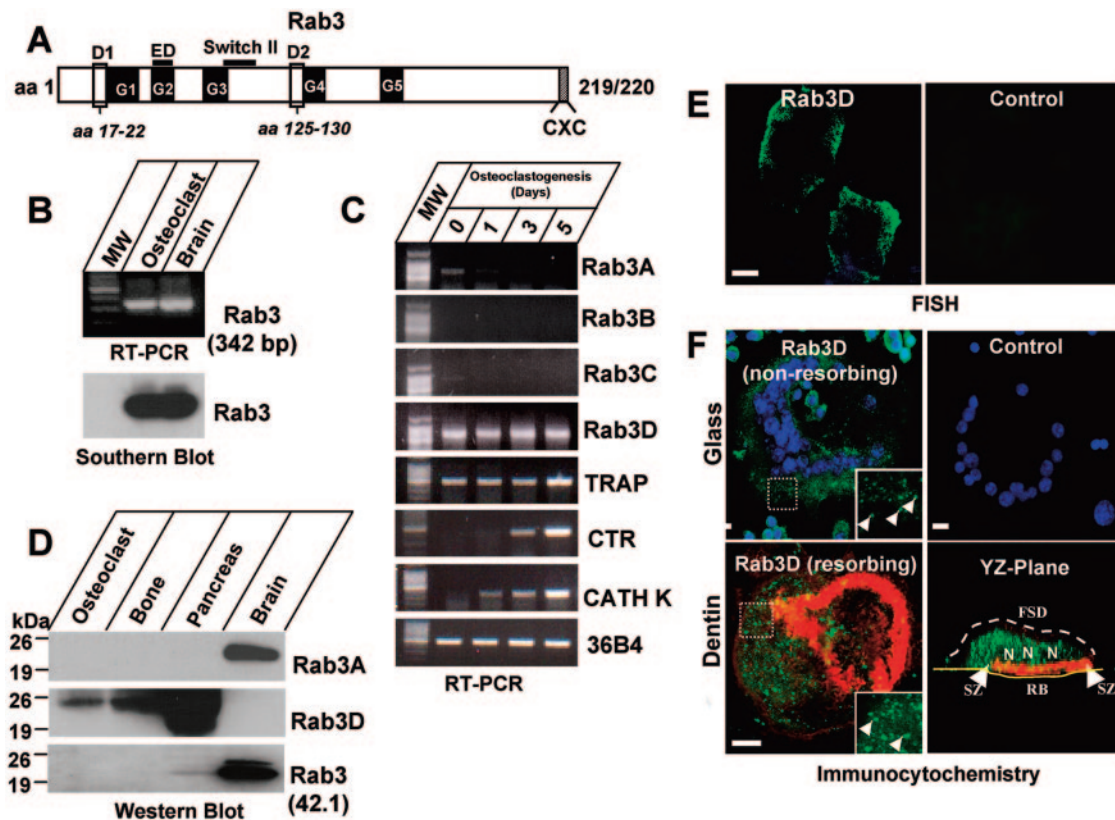 A
Rab3
D1
ED
Switch II
D2
aa 1
G1
G2
G3
G4
G5
219/220
aa 17-22
aa 125-130
CXC
B
MW
Osteoclast
Brain
Rab3
(342 bp)
RT-PCR
Rab3
Southern Blot
C
MW
Osteoclastogenesis
(Days)
0
1
3
5
Rab3A
Rab3B
Rab3C
Rab3D
TRAP
CTR
CATH K
36B4
RT-PCR
D
Osteoclast
Bone
Pancreas
Brain
kDa
26
19
Rab3A
26
19
Rab3D
26
19
Rab3
(42.1)
Western Blot
E
Rab3D
Control
FISH
F
Glass
Rab3D
(non-resorbing)
Control
Dentin
Rab3D (resorbing)
YZ-Plane
FSD
N N N
SZ
RB
SZ
Immunocytochemistry